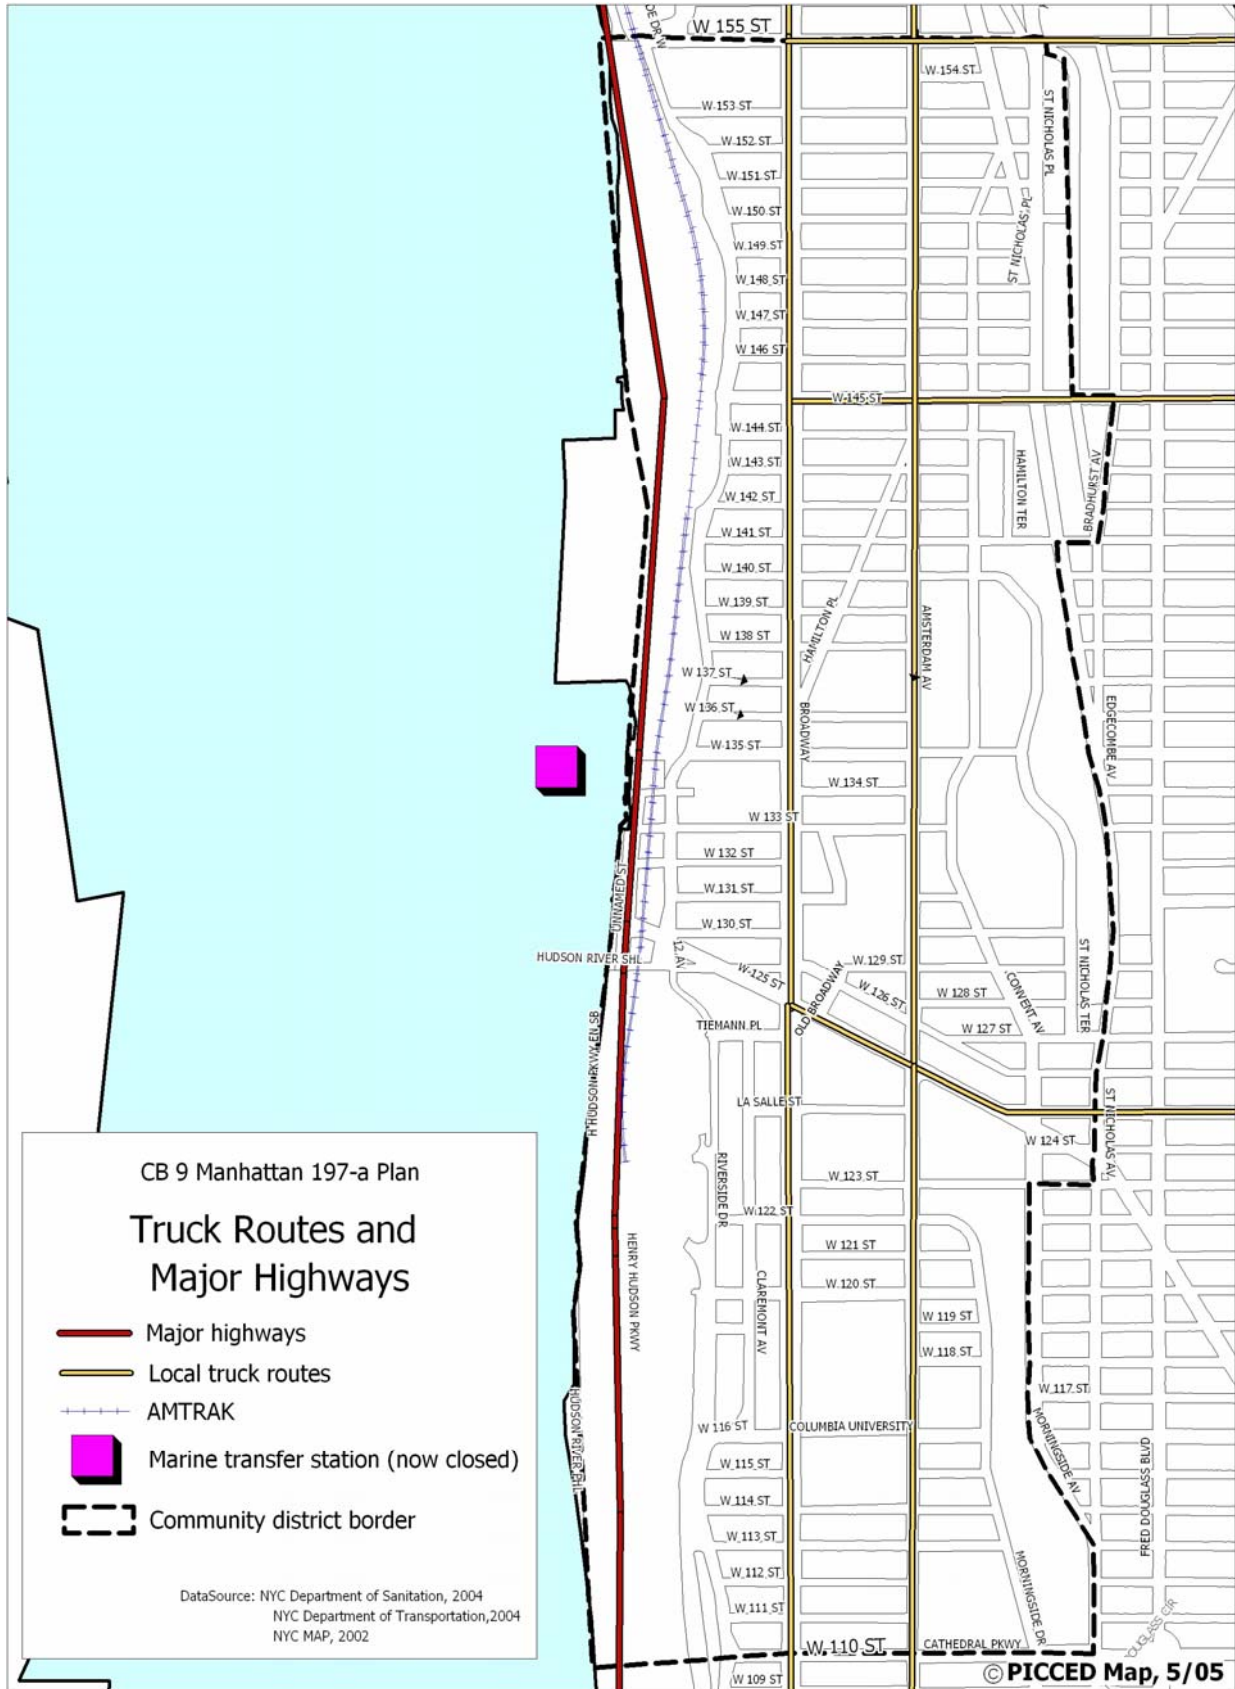 DE DR W
W 155 ST
W 154 ST
W 153 ST
ST NICHOLAS PL
W 152 ST
W 151 ST
W 150 ST
ST NICHOLAS PL
W 149 ST
W 148 ST
W 147 ST
W 146 ST
W 145 ST
W 144 ST
W 143 ST
HAMILTON TER
BRADHURST AV
W 142 ST
W 141 ST
W 140 ST
W 139 ST
HAMILTON PL
AMSTERDAM AV
W 138 ST
W 137 ST
W 136 ST
BROADWAY
EDGECOMBE AV
W 135 ST
W 134 ST
W 133 ST
W 132 ST
UNNAMED ST
W 131 ST
W 130 ST
HUDSON RIVER SHL
12 AV
W 125 ST
OLD BROADWAY
W 129 ST
W 126 ST
W 128 ST
CONVENT AV
ST NICHOLAS TER
W 127 ST
TIEMANN PL
H HUDSON PKWY EN SB
LA SALLE ST
ST NICHOLAS AV
W 124 ST
W 123 ST
RIVERSIDE DR
W 122 ST
HENRY HUDSON PKWY
W 121 ST
CLAREMONT AV
W 120 ST
W 119 ST
W 118 ST
W 117 ST
HUDSON RIVER SHL
W 116 ST
COLUMBIA UNIVERSITY
MORNINGSIDE AV
FRED DOUGLASS BLVD
W 115 ST
W 114 ST
W 113 ST
W 112 ST
MORNINGSIDE DR
W 111 ST
W 110 ST
CATHEDRAL PKWY
W 109 ST
CB 9 Manhattan 197-a Plan
Truck Routes and
Major Highways
Major highways
Local truck routes
AMTRAK
Marine transfer station (now closed)
Community district border
DataSource: NYC Department of Sanitation, 2004
NYC Department of Transportation,2004
NYC MAP, 2002
© PICCED Map, 5/05